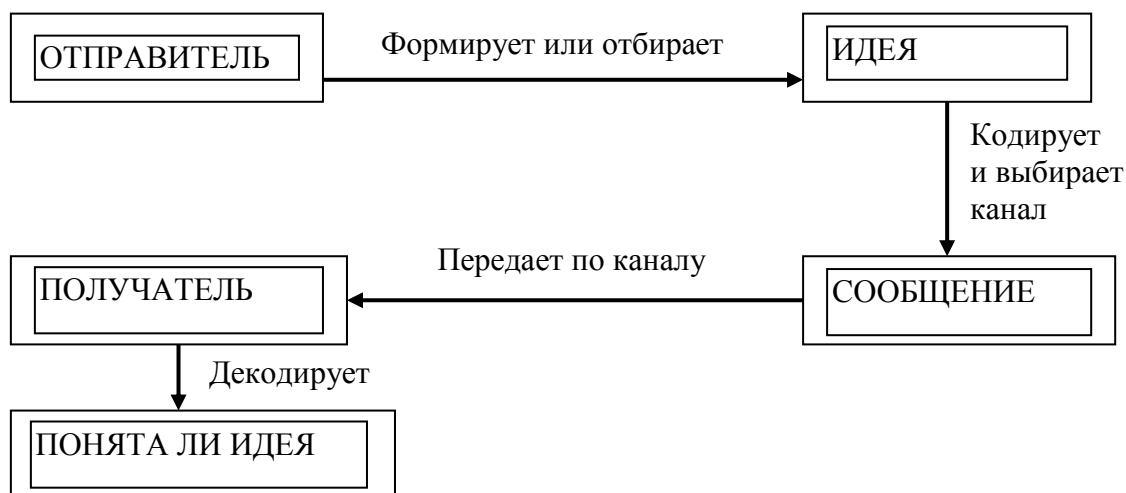 ОТПРАВИТЕЛЬ
Формирует или отбирает
ИДЕЯ
Кодирует
и выбирает
канал
СООБЩЕНИЕ
Передает по каналу
ПОЛУЧАТЕЛЬ
Декодирует
ПОНЯТА ЛИ ИДЕЯ